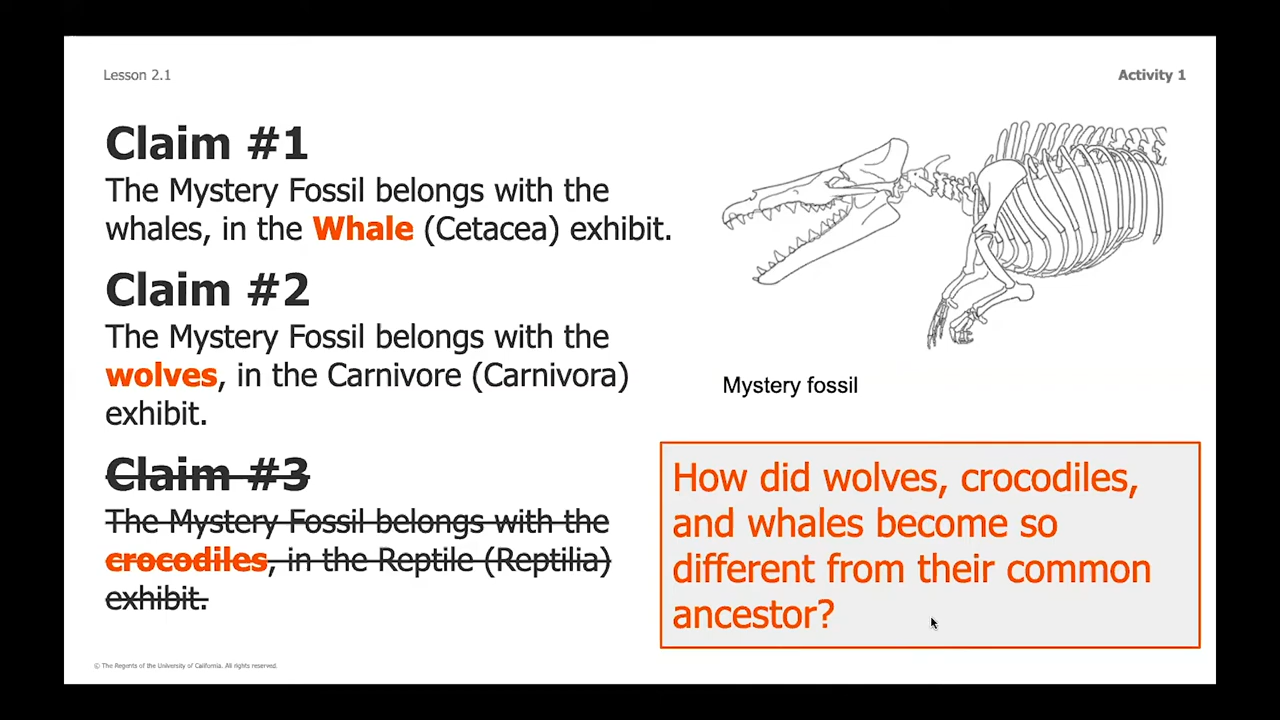 Lesson 2.1
Activity 1
Claim #1
The Mystery Fossil belongs with the
whales, in the Whale (Cetacea) exhibit.
Claim #2
The Mystery Fossil belongs with the
wolves, in the Carnivore (Carnivora)
exhibit.
Claim #3
The Mystery Fossil belongs with the
crocodiles, in the Reptile (Reptilia)
exhibit.
Mystery fossil
How did wolves, crocodiles,
and whales become so
different from their common
ancestor?
© The Regents of the University of California. All rights reserved.